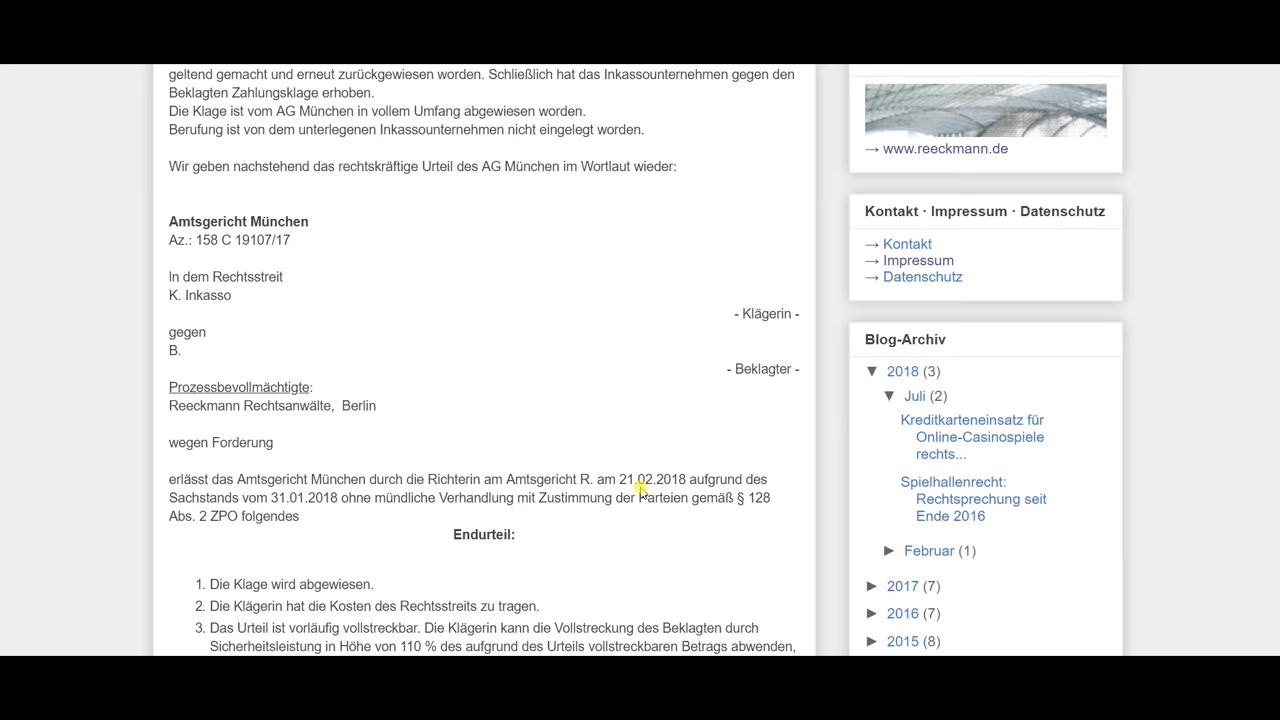 geltend gemacht und erneut zurückgewiesen worden. Schließlich hat das Inkassounternehmen gegen den
Beklagten Zahlungsklage erhoben.
Die Klage ist vom AG München in vollem Umfang abgewiesen worden.
Berufung ist von dem unterlegenen Inkassounternehmen nicht eingelegt worden.
Wir geben nachstehend das rechtskräftige Urteil des AG München im Wortlaut wieder:
Amtsgericht München
Az.: 158 C 19107/17
In dem Rechtsstreit
K. Inkasso
- Klägerin -
gegen
B.
- Beklagter -
Prozessbevollmächtigte:
Reeckmann Rechtsanwälte, Berlin
wegen Forderung
erlässt das Amtsgericht München durch die Richterin am Amtsgericht R. am 21.02.2018 aufgrund des
Sachstands vom 31.01.2018 ohne mündliche Verhandlung mit Zustimmung der Parteien gemäß § 128
Abs. 2 ZPO folgendes
Endurteil:
1. Die Klage wird abgewiesen.
2. Die Klägerin hat die Kosten des Rechtsstreits zu tragen.
3. Das Urteil ist vorläufig vollstreckbar. Die Klägerin kann die Vollstreckung des Beklagten durch
Sicherheitsleistung in Höhe von 110 % des aufgrund des Urteils vollstreckbaren Betrags abwenden,
→ www.reeckmann.de
Kontakt · Impressum · Datenschutz
→ Kontakt
→ Impressum
→ Datenschutz
Blog-Archiv
▼ 2018 (3)
▼ Juli (2)
Kreditkarteneinsatz für
Online-Casinospiele
rechts...
Spielhallenrecht:
Rechtsprechung seit
Ende 2016
► Februar (1)
► 2017 (7)
► 2016 (7)
► 2015 (8)